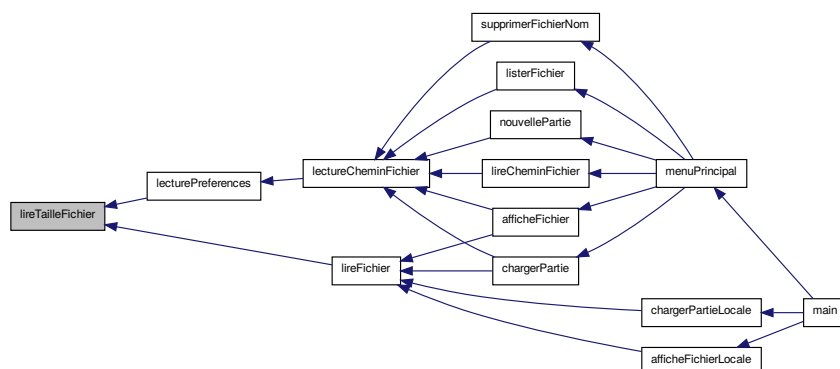 supprimerFichierNom
listerFichier
nouvellePartie
lectureCheminFichier
lireCheminFichier
menuPrincipal
lecturePreferences
lireTailleFichier
afficheFichier
lireFichier
chargerPartie
chargerPartieLocale
main
afficheFichierLocale